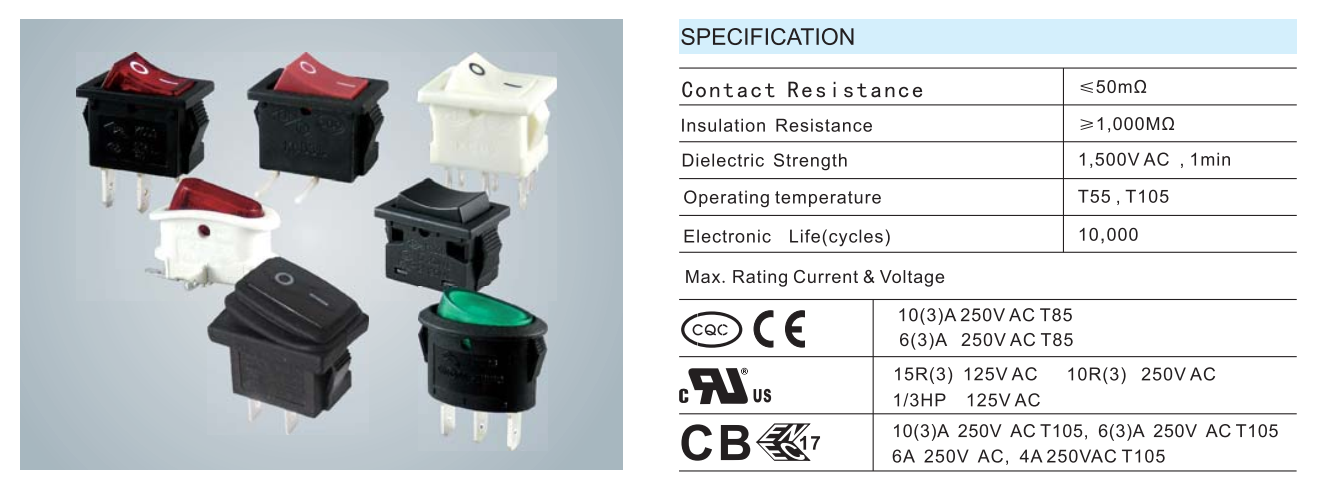 SPECIFICATION
Contact Resistance ≤50mΩ
Insulation Resistance ≥1,000MΩ
Dielectric Strength 1,500V AC , 1min
Operating temperature T55 , T105
Electronic Life(cycles) 10,000
Max. Rating Current & Voltage
CQC CE 10(3)A 250V AC T85
6(3)A 250V AC T85
c RU ® US 15R(3) 125V AC 10R(3) 250V AC
1/3HP 125V AC
CB ENEC 17 10(3)A 250V AC T105, 6(3)A 250V AC T105
6A 250V AC, 4A 250VAC T105